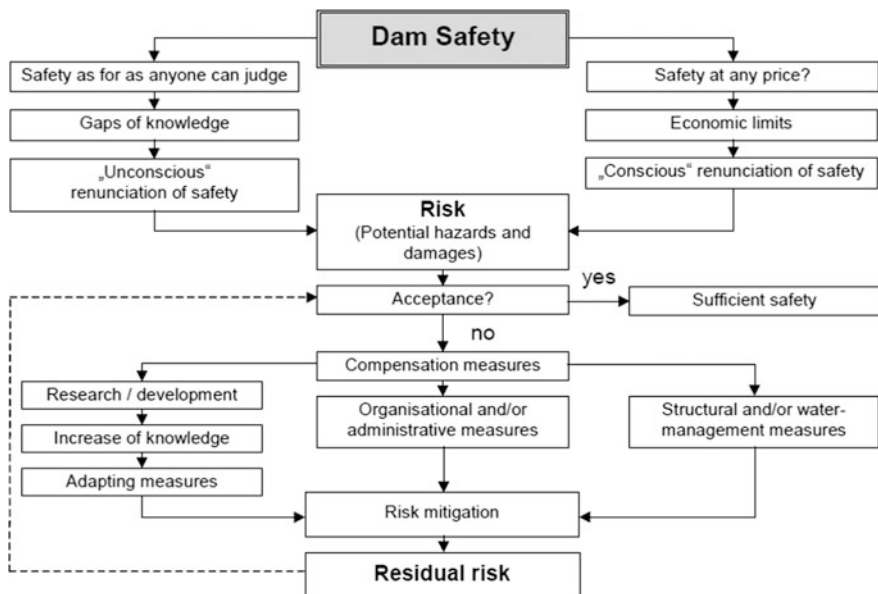 Dam Safety
Safety as for as anyone can judge
Safety at any price?
Gaps of knowledge
Economic limits
„Unconscious“
renunciation of safety
„Conscious“ renunciation of safety
Risk
(Potential hazards and
damages)
yes
Acceptance?
Sufficient safety
no
Compensation measures
Research / development
Increase of knowledge
Adapting measures
Organisational and/or
administrative measures
Structural and/or water-
management measures
Risk mitigation
Residual risk